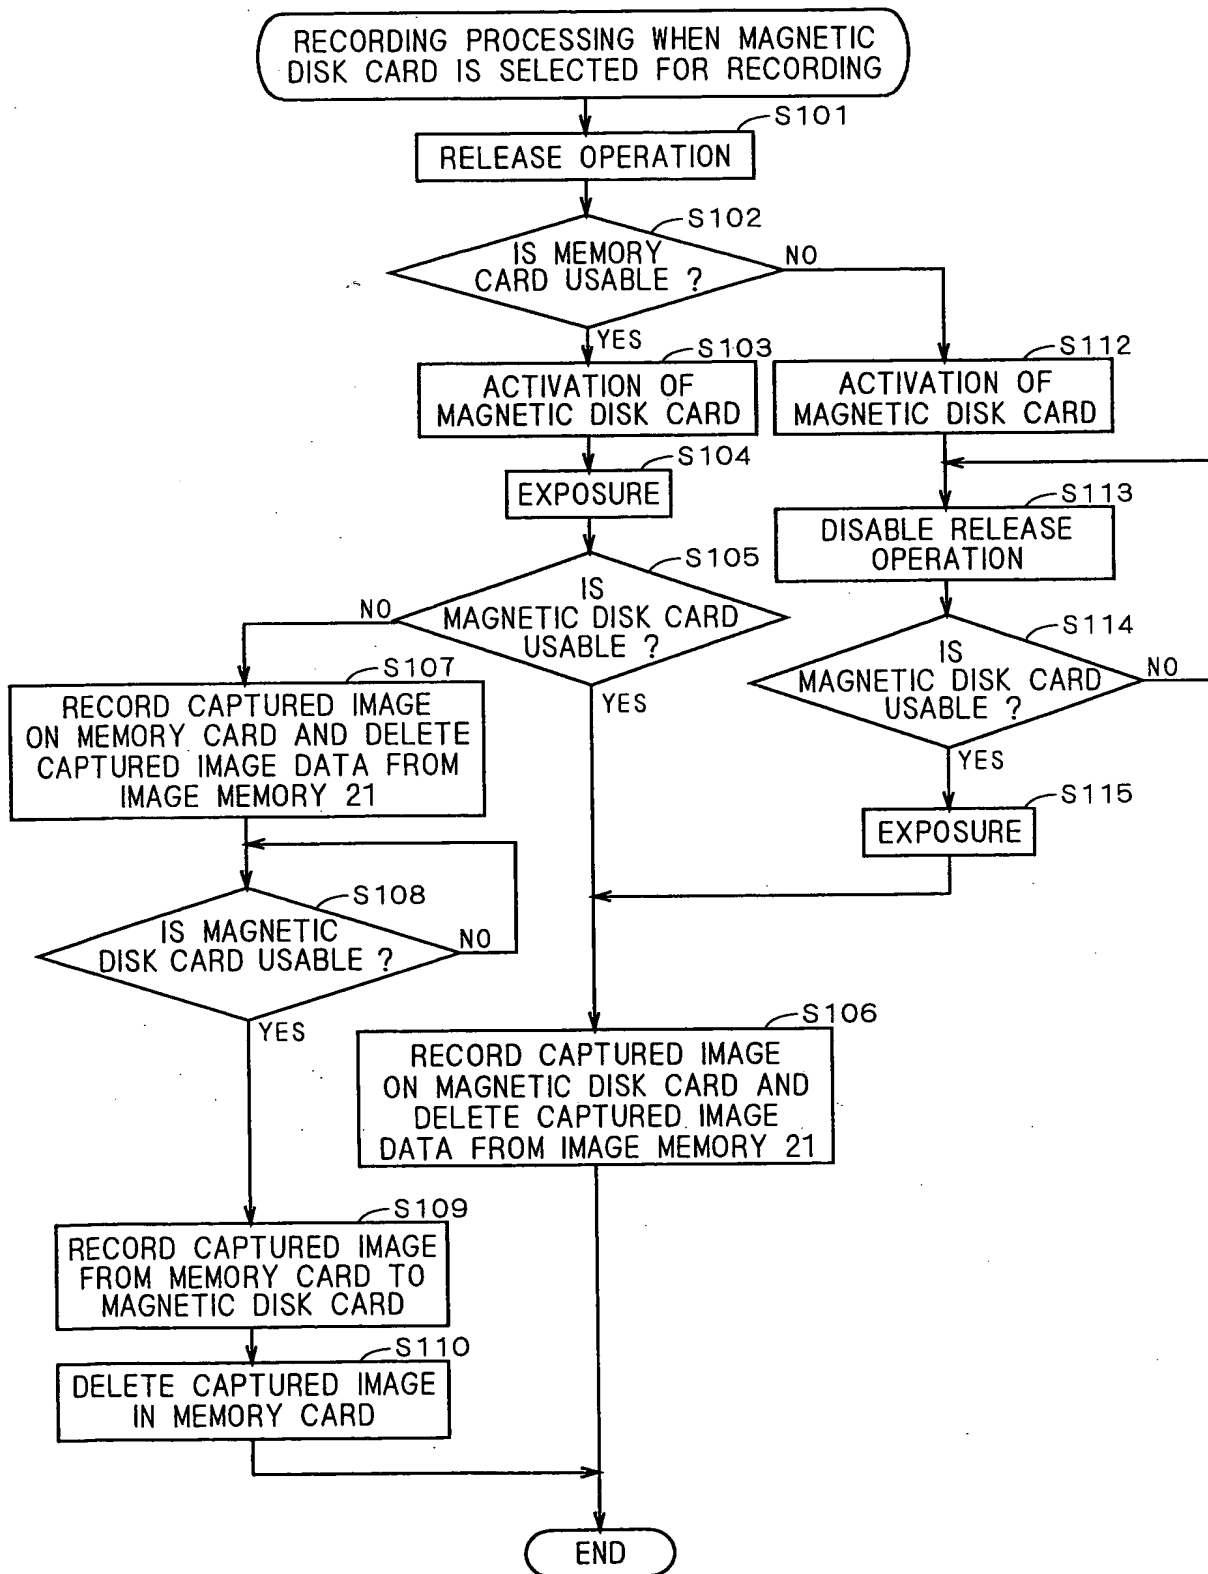 RECORDING PROCESSING WHEN MAGNETIC
DISK CARD IS SELECTED FOR RECORDING
S101
RELEASE OPERATION
S102
IS MEMORY
CARD USABLE ?
NO
YES
S103
ACTIVATION OF
MAGNETIC DISK CARD
S112
ACTIVATION OF
MAGNETIC DISK CARD
S104
EXPOSURE
S113
DISABLE RELEASE
OPERATION
S105
IS
MAGNETIC DISK CARD
USABLE ?
NO
YES
S114
IS
MAGNETIC DISK CARD
USABLE ?
NO
YES
S107
RECORD CAPTURED IMAGE
ON MEMORY CARD AND DELETE
CAPTURED IMAGE DATA FROM
IMAGE MEMORY 21
S115
EXPOSURE
S108
IS MAGNETIC
DISK CARD USABLE ?
NO
YES
S106
RECORD CAPTURED IMAGE
ON MAGNETIC DISK CARD AND
DELETE CAPTURED IMAGE
DATA FROM IMAGE MEMORY 21
S109
RECORD CAPTURED IMAGE
FROM MEMORY CARD TO
MAGNETIC DISK CARD
S110
DELETE CAPTURED IMAGE
IN MEMORY CARD
END